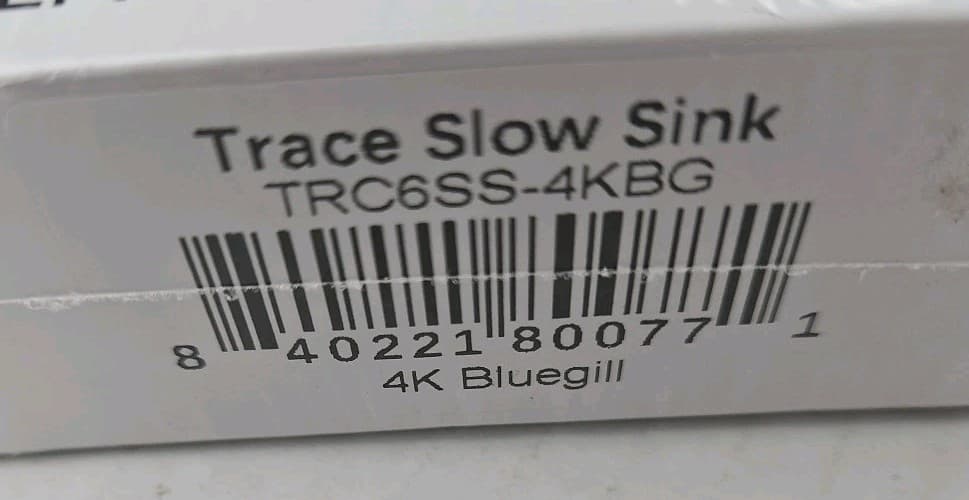 Trace Slow Sink
TRC6SS-4KBG
8 40221 80077 1
4K Bluegill